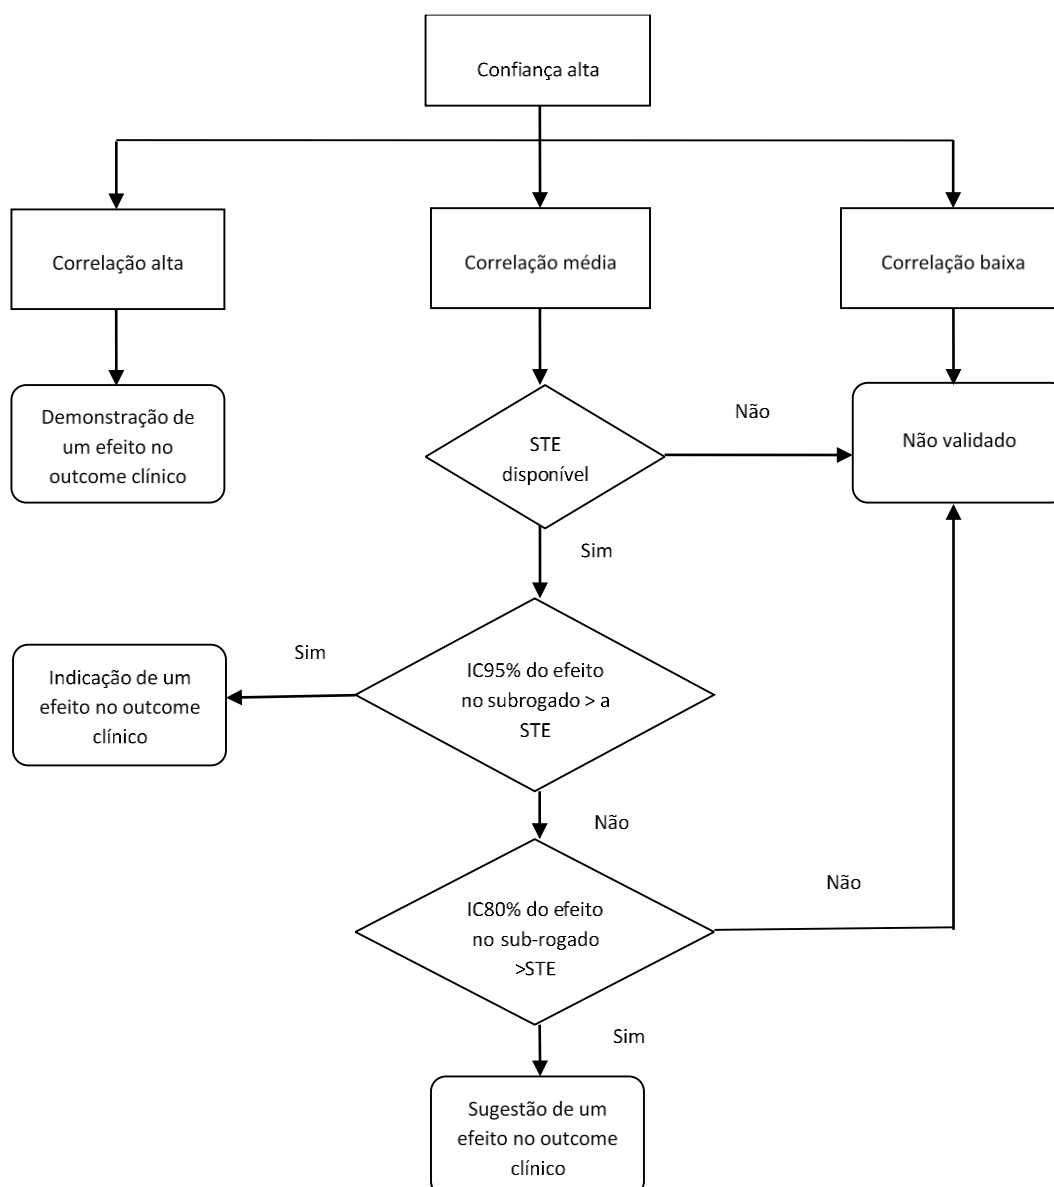 Confiança alta
Correlação alta
Correlação média
Correlação baixa
Demonstração de
um efeito no
outcome clínico
STE
disponível
Não
Não validado
Sim
Sim
IC95% do efeito
no subrogado > a
STE
Indicação de um
efeito no outcome
clínico
Não
IC80% do efeito
no sub-rogado
>STE
Não
Sim
Sugestão de um
efeito no outcome
clínico